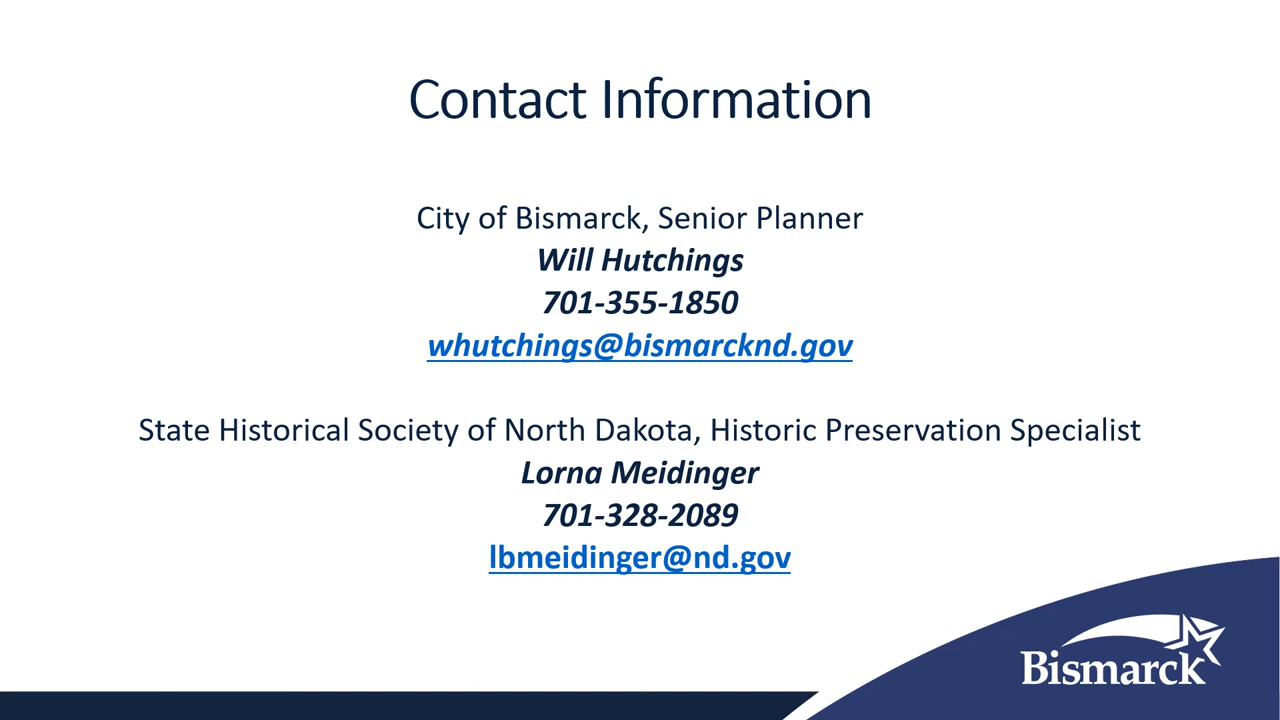 Contact Information
City of Bismarck, Senior Planner
Will Hutchings
701-355-1850
whutchings@bismarcknd.gov
State Historical Society of North Dakota, Historic Preservation Specialist
Lorna Meidinger
701-328-2089
lbmeidinger@nd.gov
Bismarck